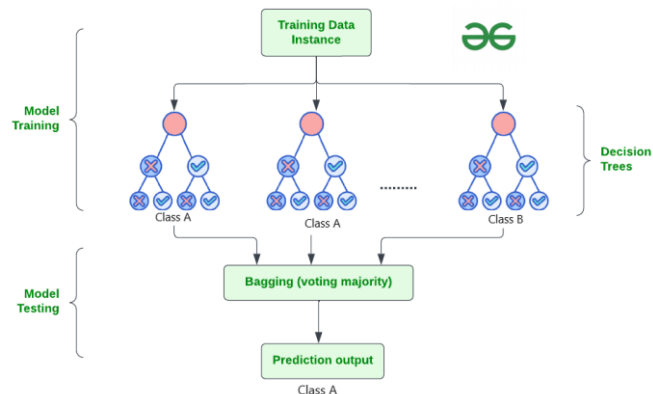 Training Data
Instance
Model
Training
Decision
Trees
.........
Class A
Class A
Class B
Bagging (voting majority)
Model
Testing
Prediction output
Class A